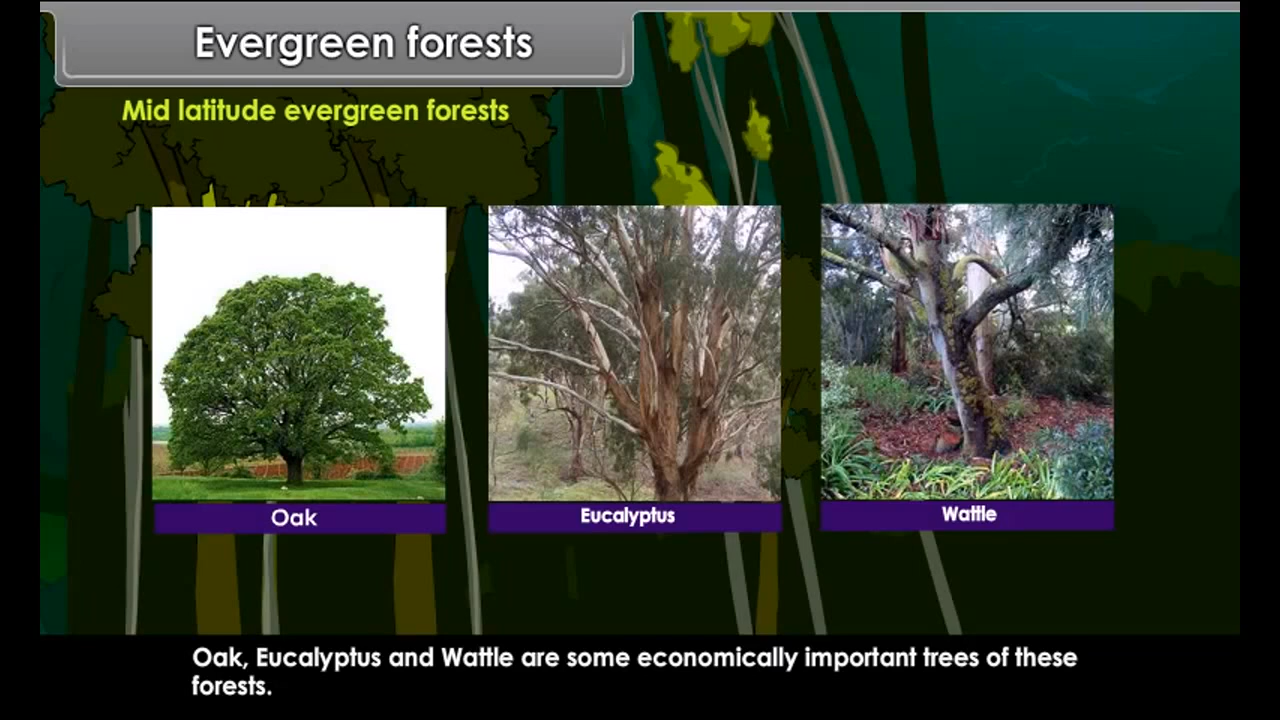 Evergreen forests
Mid latitude evergreen forests
Oak
Eucalyptus
Wattle
Oak, Eucalyptus and Wattle are some economically important trees of these
forests.